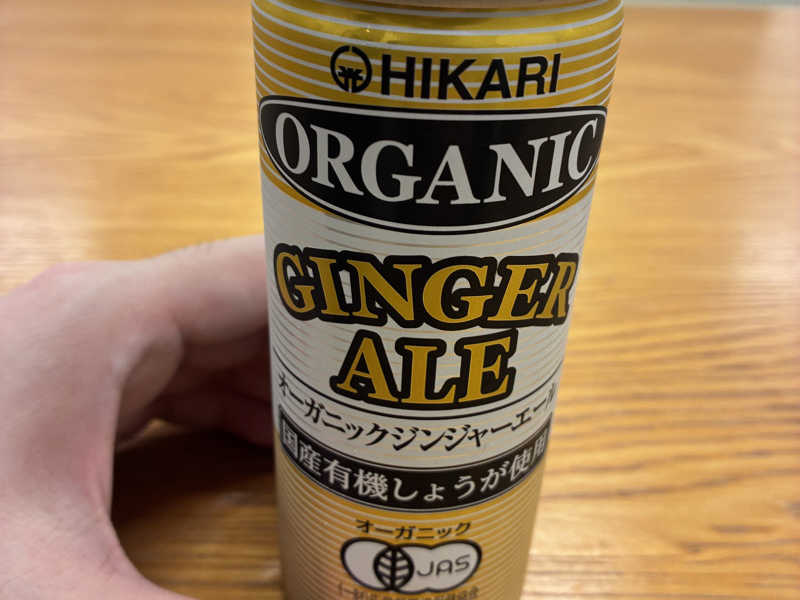 HIKARI
ORGANIC
GINGER
ALE
オーガニックジンジャーエール
国産有機しょうが使用
オーガニック
JAS